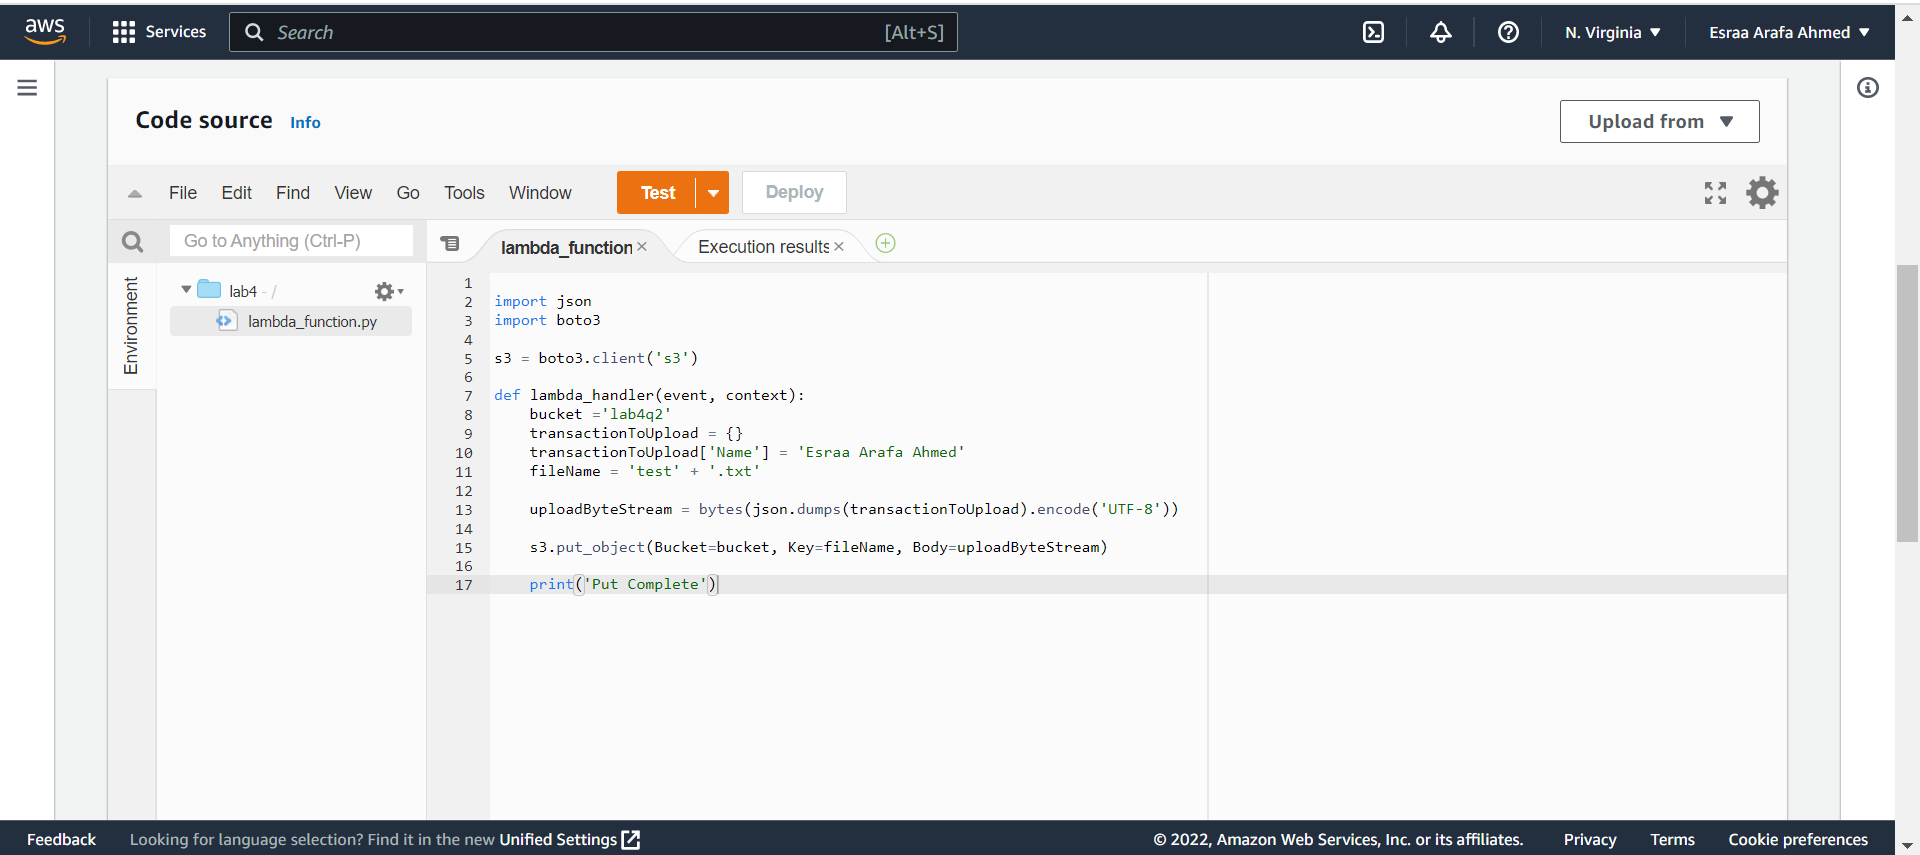 aws Services Search [Alt+S] N. Virginia Esraa Arafa Ahmed
Code source Info Upload from
File Edit Find View Go Tools Window Test Deploy
Go to Anything (Ctrl-P) lambda_function Execution results
Environment
lab4 - /
lambda_function.py
1
2 import json
3 import boto3
4
5 s3 = boto3.client('s3')
6
7 def lambda_handler(event, context):
8 bucket ='lab4q2'
9 transactionToUpload = {}
10 transactionToUpload['Name'] = 'Esraa Arafa Ahmed'
11 fileName = 'test' + '.txt'
12
13 uploadByteStream = bytes(json.dumps(transactionToUpload).encode('UTF-8'))
14
15 s3.put_object(Bucket=bucket, Key=fileName, Body=uploadByteStream)
16
17 print('Put Complete')
Feedback Looking for language selection? Find it in the new Unified Settings © 2022, Amazon Web Services, Inc. or its affiliates. Privacy Terms Cookie preferences